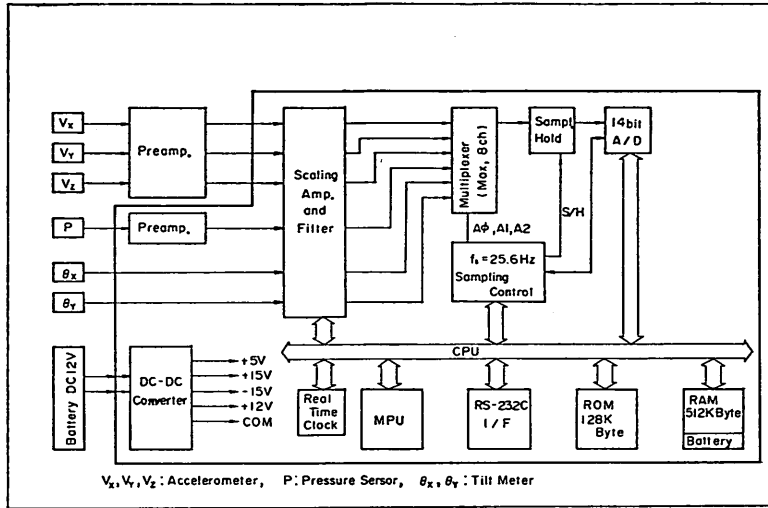 Vx
VY
Vz
P
θx
θY
Preamp.
Preamp.
Scaling
Amp.
and
Filter
Multiplexer
(Max, 8ch)
Sampl.
Hold
14bit
A/D
S/H
Aϕ, A1, A2
fs = 25.6Hz
Sampling
Control
CPU
Battery DC12V
DC-DC
Converter
+5V
+15V
-15V
+12V
COM
Real
Time
Clock
MPU
RS-232C
I/F
ROM
128K
Byte
RAM
512KByte
Battery
Vx, VY, Vz : Accelerometer, P : Pressure Sersor, θx, θY : Tilt Meter